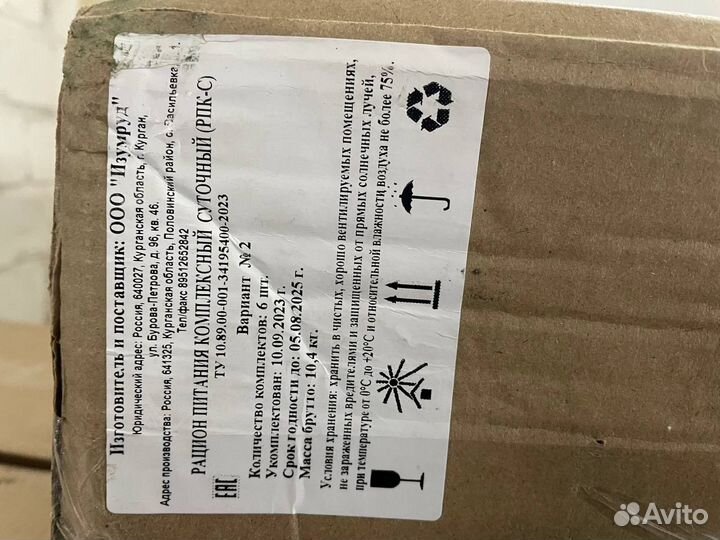 Изготовитель и поставщик: ООО "Изумруд"
Юридический адрес: Россия, 640027, Курганская область, г. Курган,
ул. Бурова-Петрова, д. 96, кв. 46.
Адрес производства: Россия, 641325, Курганская область, Половинский район, с. Васильевка, 1.
Тел/факс 89512652842
РАЦИОН ПИТАНИЯ КОМПЛЕКСНЫЙ СУТОЧНЫЙ (РПК-С)
ТУ 10.89.00-001-34195400-2023
Вариант № 2
Количество комплектов: 6 шт.
Укомплектован: 10.09.2023 г.
Срок годности до: 05.08.2025 г.
Масса брутто: 10,4 кг.
Условия хранения: хранить в чистых, хорошо вентилируемых помещениях,
не зараженных вредителями и защищенных от прямых солнечных лучей,
при температуре от 0°С до +20°С и относительной влажности воздуха не более 75%.
ЕАС
Avito